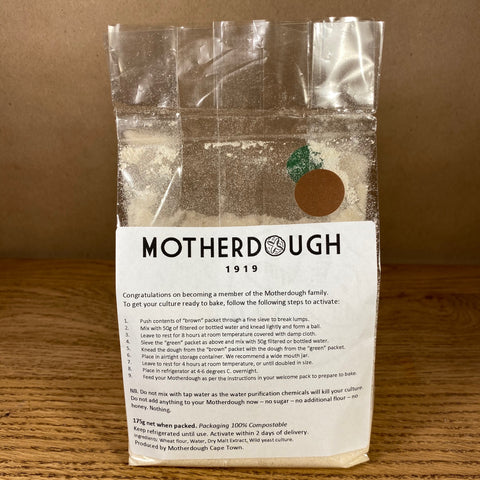 MOTHERDOUGH
1919
Congratulations on becoming a member of the Motherdough family.
To get your culture ready to bake, follow the following steps to activate:
1. Push contents of "brown" packet through a fine sieve to break lumps.
2. Mix with 50g of filtered or bottled water and knead lightly and form a ball.
3. Leave to rest for 8 hours at room temperature covered with damp cloth.
4. Sieve the "green" packet as above and mix with 50g filtered or bottled water.
5. Knead the dough from the "brown" packet with the dough from the "green" packet.
6. Place in airtight storage container. We recommend a wide mouth jar.
7. Leave to rest for 4 hours at room temperature, or until doubled in size.
8. Place in refrigerator at 4-6 degrees C. overnight.
9. Feed your Motherdough as per the instructions in your welcome pack to prepare to bake.
NB. Do not mix with tap water as the water purification chemicals will kill your culture.
Do not add anything to your Motherdough now – no sugar – no additional flour – no
honey. Nothing.
175g net when packed. Packaging 100% Compostable
Keep refrigerated until use. Activate within 2 days of delivery.
Ingredients: Wheat flour, Water, Dry Malt Extract, Wild yeast culture.
Produced by Motherdough Cape Town.